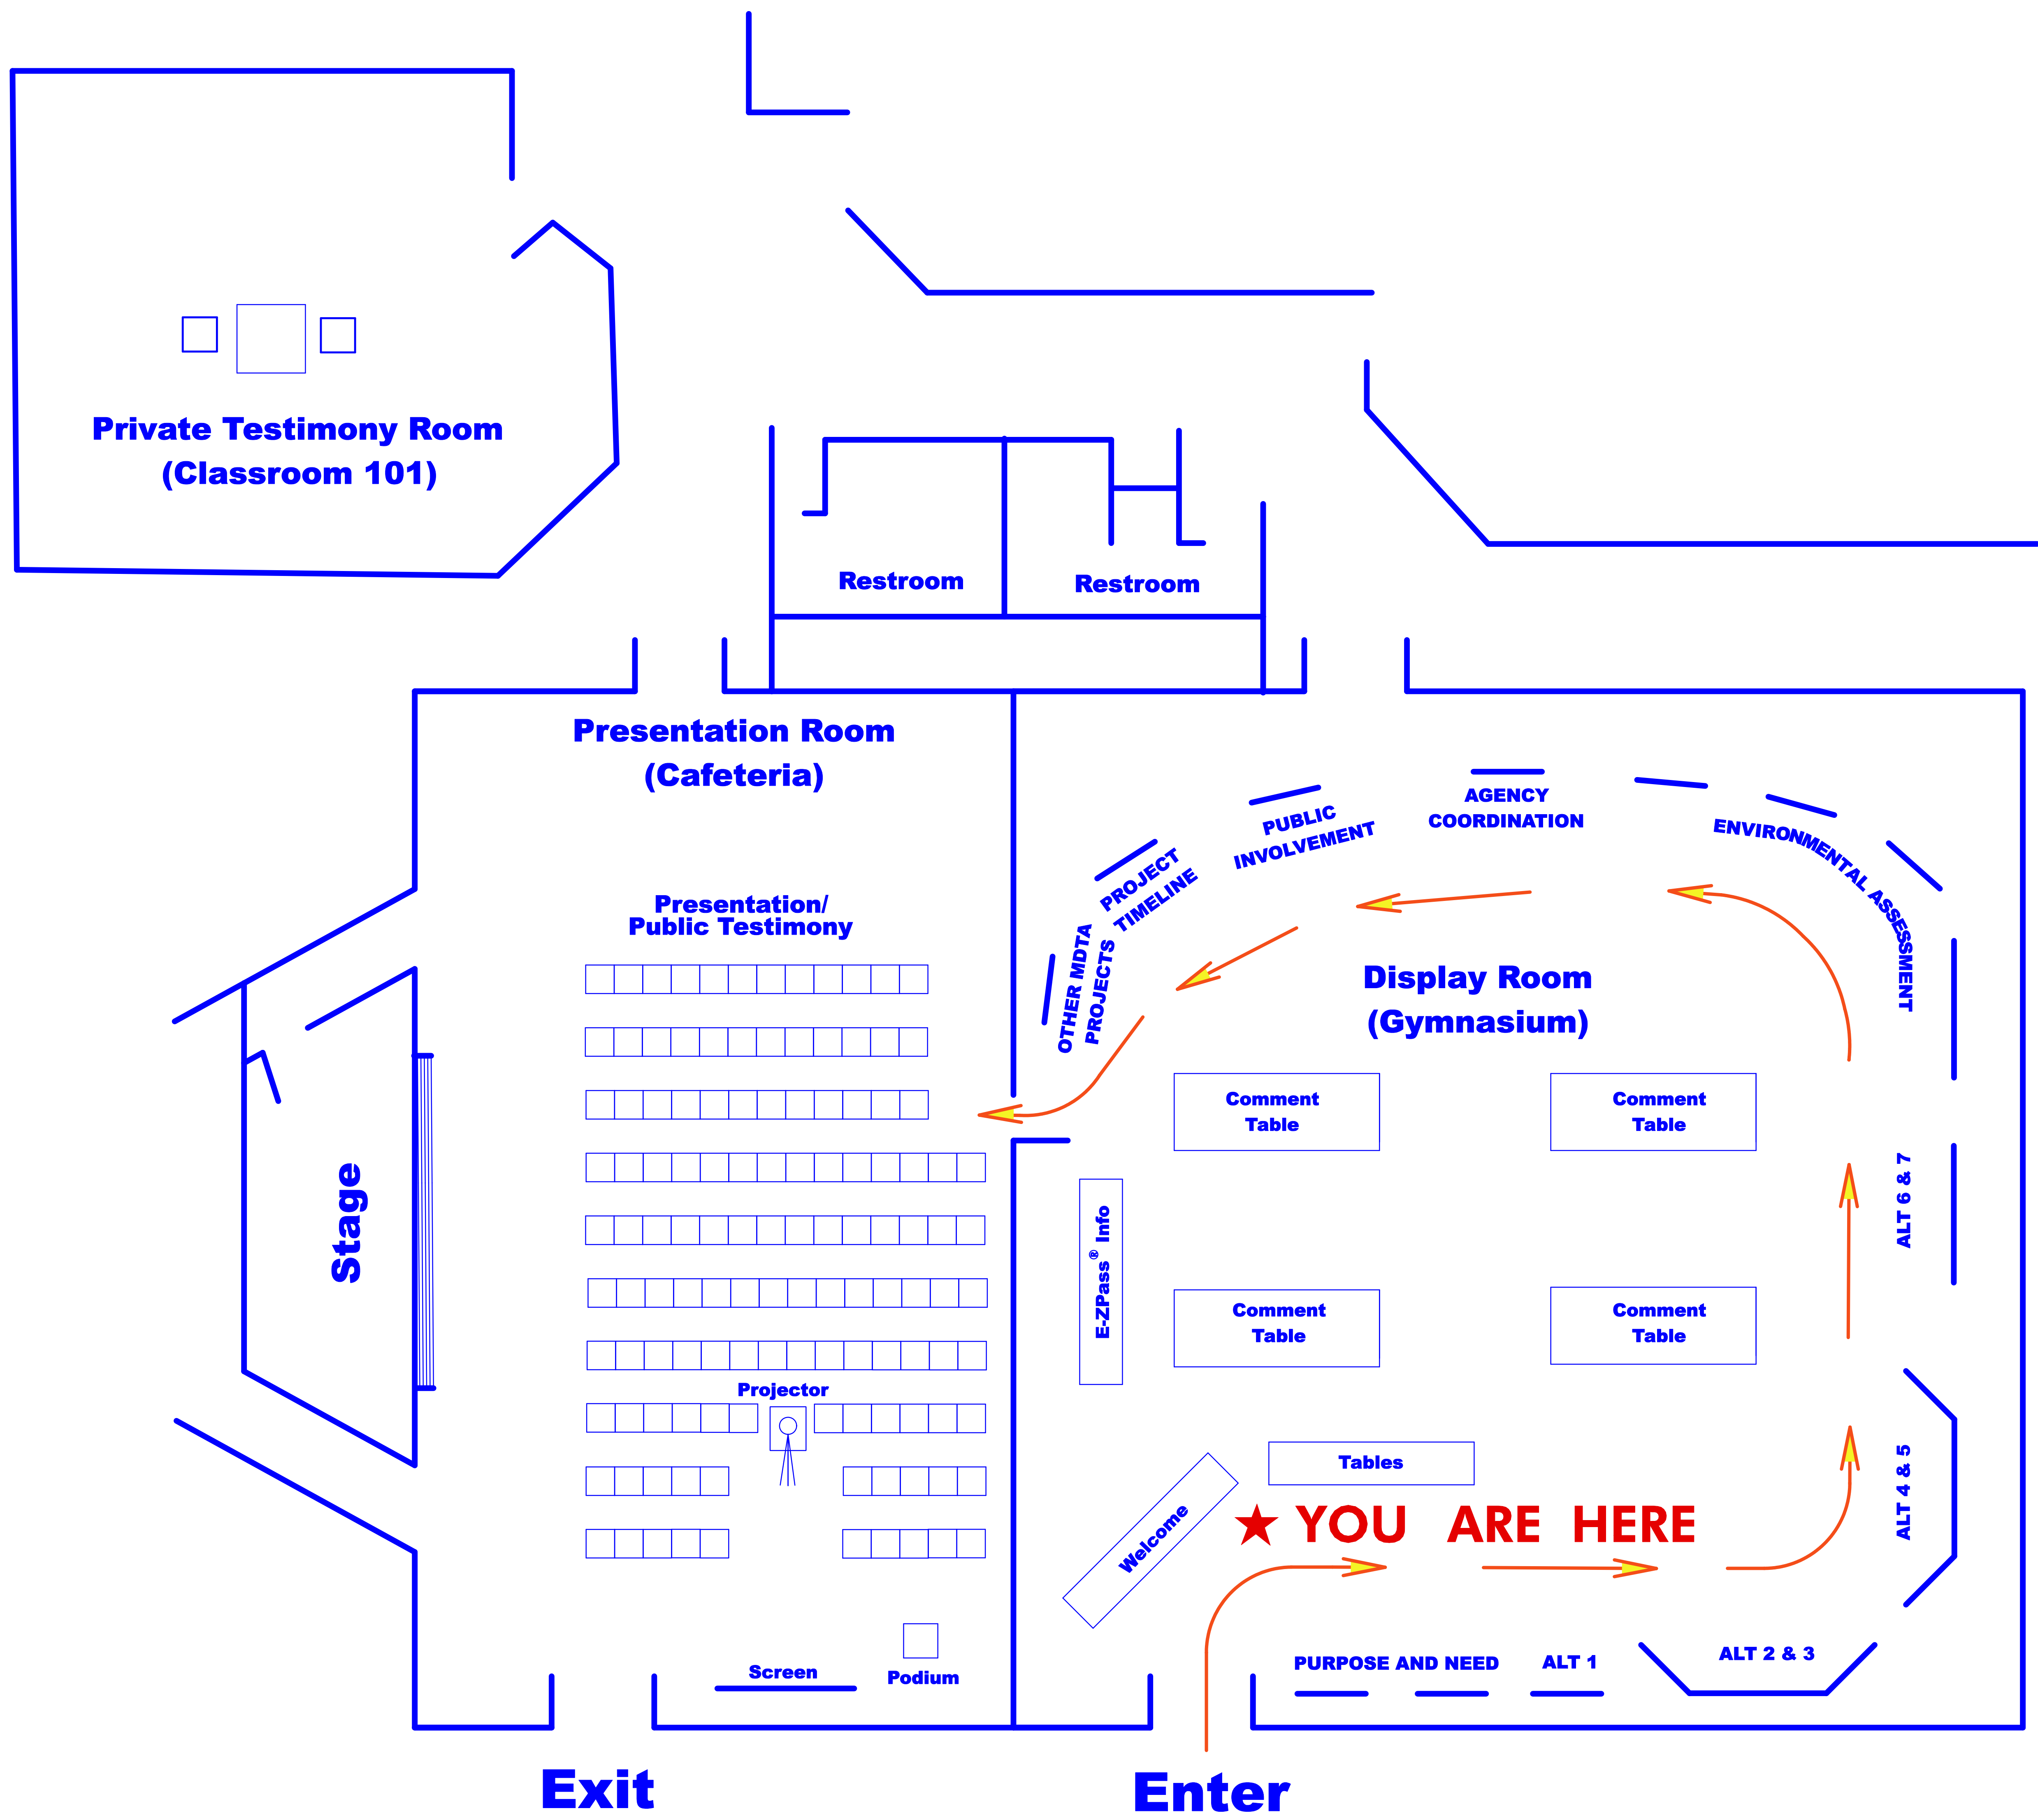 Private Testimony Room
(Classroom 101)
Restroom
Restroom
Presentation Room
(Cafeteria)
Presentation/
Public Testimony
Stage
Projector
Screen
Podium
Exit
OTHER MDTA
PROJECTS
PROJECT
TIMELINE
PUBLIC
INVOLVEMENT
AGENCY
COORDINATION
ENVIRONMENTAL ASSESSMENT
Display Room
(Gymnasium)
Comment
Table
Comment
Table
E-ZPass® Info
ALT 6 & 7
Comment
Table
Comment
Table
Tables
ALT 4 & 5
Welcome
★ YOU ARE HERE
PURPOSE AND NEED
ALT 1
ALT 2 & 3
Enter